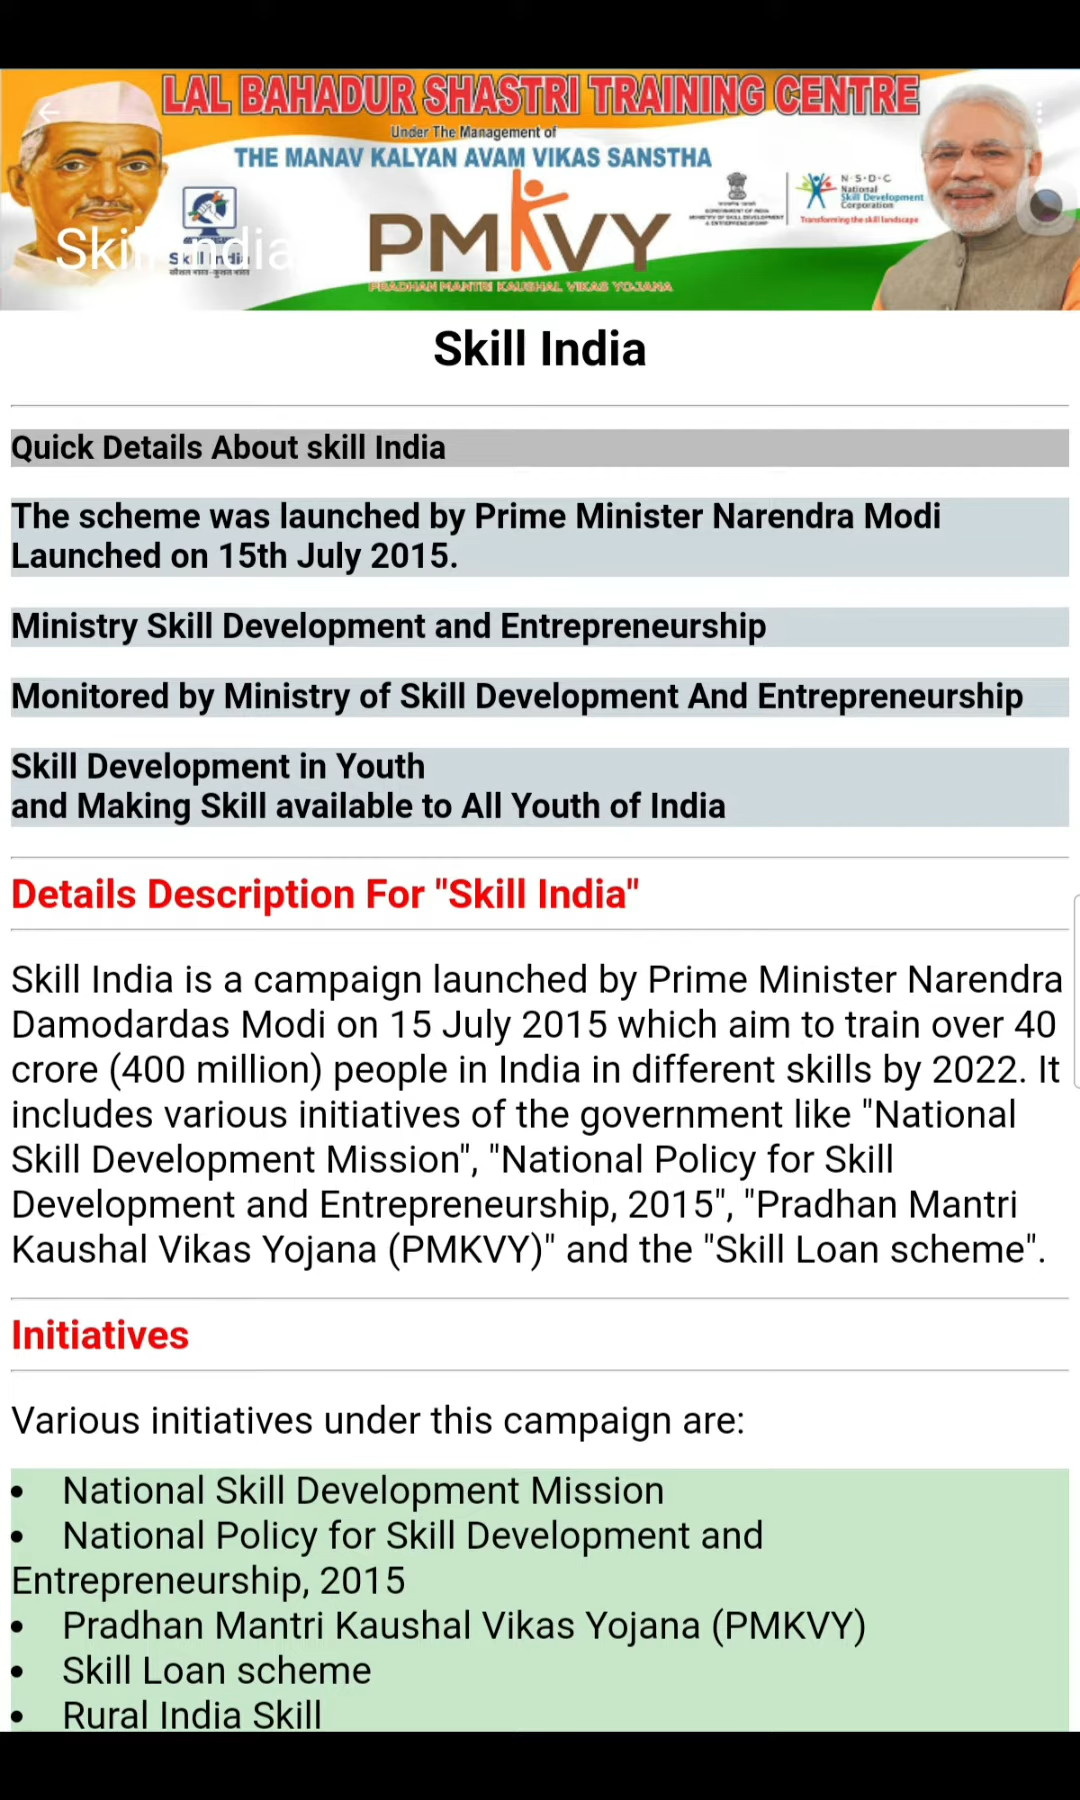 LAL BAHADUR SHASTRI TRAINING CENTRE
Under The Management of
THE MANAV KALYAN AVAM VIKAS SANSTHA
N·S·D·C
National
Skill Development
Corporation
Transforming the skill landscape
PMKVY
PRADHAN MANTRI KAUSHAL VIKAS YOJANA
Skill India
Skill India
Skill India
Quick Details About skill India
The scheme was launched by Prime Minister Narendra Modi
Launched on 15th July 2015.
Ministry Skill Development and Entrepreneurship
Monitored by Ministry of Skill Development And Entrepreneurship
Skill Development in Youth
and Making Skill available to All Youth of India
Details Description For "Skill India"
Skill India is a campaign launched by Prime Minister Narendra
Damodardas Modi on 15 July 2015 which aim to train over 40
crore (400 million) people in India in different skills by 2022. It
includes various initiatives of the government like "National
Skill Development Mission", "National Policy for Skill
Development and Entrepreneurship, 2015", "Pradhan Mantri
Kaushal Vikas Yojana (PMKVY)" and the "Skill Loan scheme".
Initiatives
Various initiatives under this campaign are:
• National Skill Development Mission
• National Policy for Skill Development and
Entrepreneurship, 2015
• Pradhan Mantri Kaushal Vikas Yojana (PMKVY)
• Skill Loan scheme
• Rural India Skill